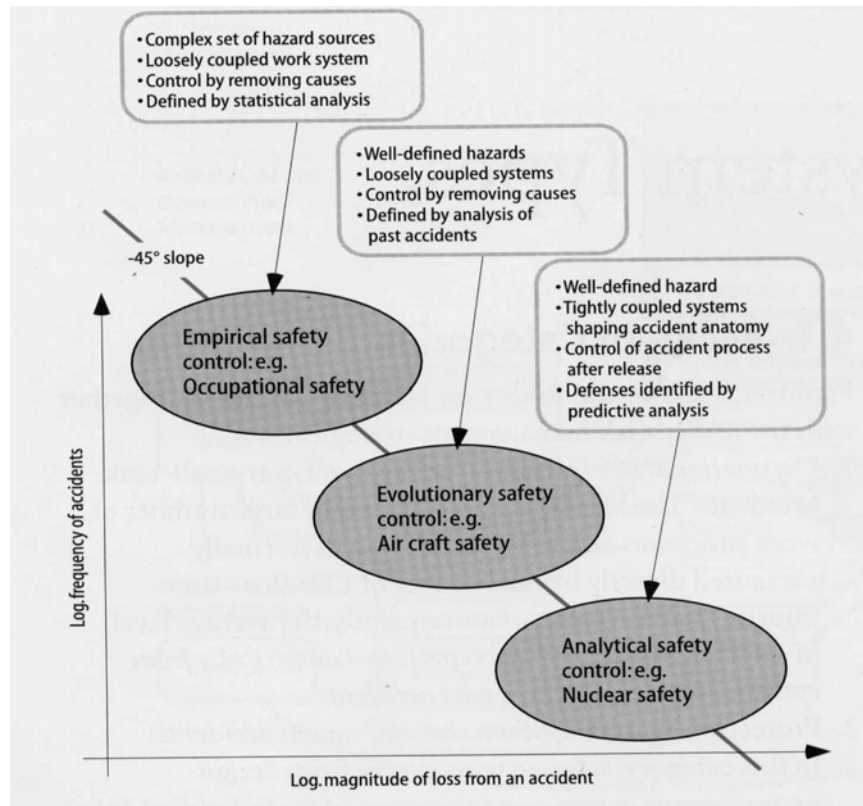 • Complex set of hazard sources
• Loosely coupled work system
• Control by removing causes
• Defined by statistical analysis
• Well-defined hazards
• Loosely coupled systems
• Control by removing causes
• Defined by analysis of
past accidents
• Well-defined hazard
• Tightly coupled systems
shaping accident anatomy
• Control of accident process
after release
• Defenses identified by
predictive analysis
-45° slope
Empirical safety
control: e.g.
Occupational safety
Evolutionary safety
control: e.g.
Air craft safety
Analytical safety
control: e.g.
Nuclear safety
Log. frequency of accidents
Log. magnitude of loss from an accident